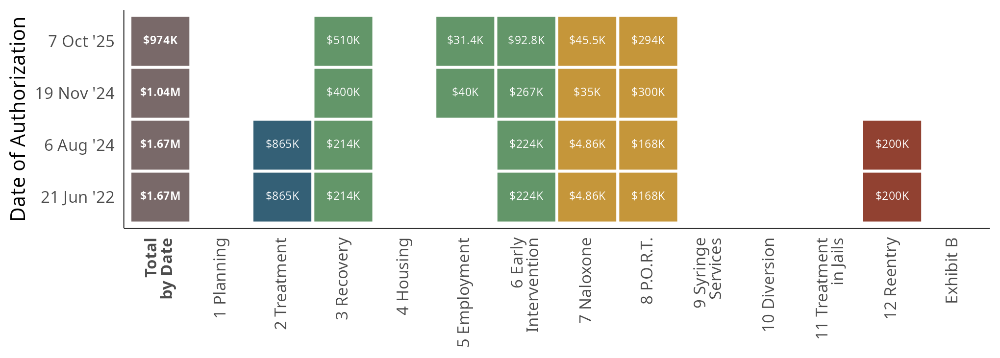 Date of Authorization
7 Oct '25 $974K $510K $31.4K $92.8K $45.5K $294K
19 Nov '24 $1.04M $400K $40K $267K $35K $300K
6 Aug '24 $1.67M $865K $214K $224K $4.86K $168K $200K
21 Jun '22 $1.67M $865K $214K $224K $4.86K $168K $200K
Total
by Date
1 Planning
2 Treatment
3 Recovery
4 Housing
5 Employment
6 Early
Intervention
7 Naloxone
8 P.O.R.T.
9 Syringe
Services
10 Diversion
11 Treatment
in Jails
12 Reentry
Exhibit B